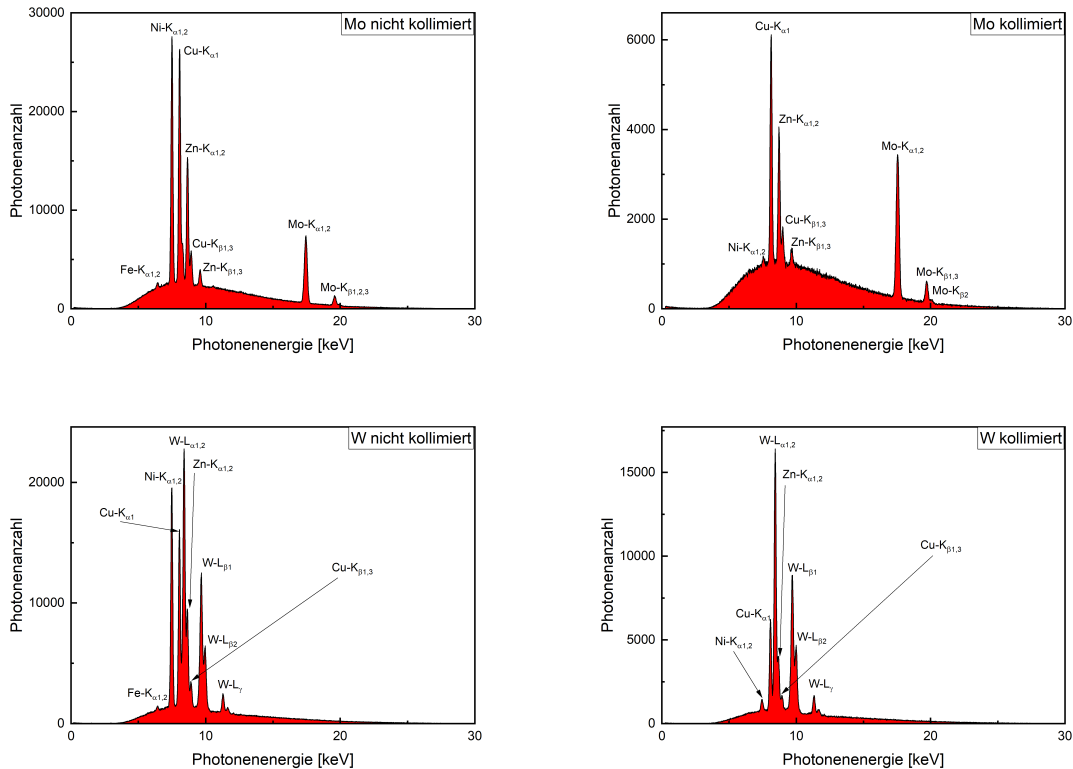 Mo nicht kollimiert
Photonenanzahl
30000
20000
10000
0
0 10 20 30
Photonenenergie [keV]
Ni-Kα1,2
Cu-Kα1
Zn-Kα1,2
Cu-Kβ1,3
Fe-Kα1,2
Zn-Kβ1,3
Mo-Kα1,2
Mo-Kβ1,2,3
Mo kollimiert
Photonenanzahl
6000
4000
2000
0
0 10 20 30
Photonenenergie [keV]
Cu-Kα1
Zn-Kα1,2
Mo-Kα1,2
Cu-Kβ1,3
Ni-Kα1,2
Zn-Kβ1,3
Mo-Kβ1,3
Mo-Kβ2
W nicht kollimiert
Photonenanzahl
20000
10000
0
0 10 20 30
Photonenenergie [keV]
W-Lα1,2
Zn-Kα1,2
Ni-Kα1,2
Cu-Kα1
W-Lβ1
Cu-Kβ1,3
W-Lβ2
Fe-Kα1,2
W-Lγ
W kollimiert
Photonenanzahl
15000
10000
5000
0
0 10 20 30
Photonenenergie [keV]
W-Lα1,2
Zn-Kα1,2
Cu-Kβ1,3
W-Lβ1
Cu-Kα1
Ni-Kα1,2
W-Lβ2
W-Lγ